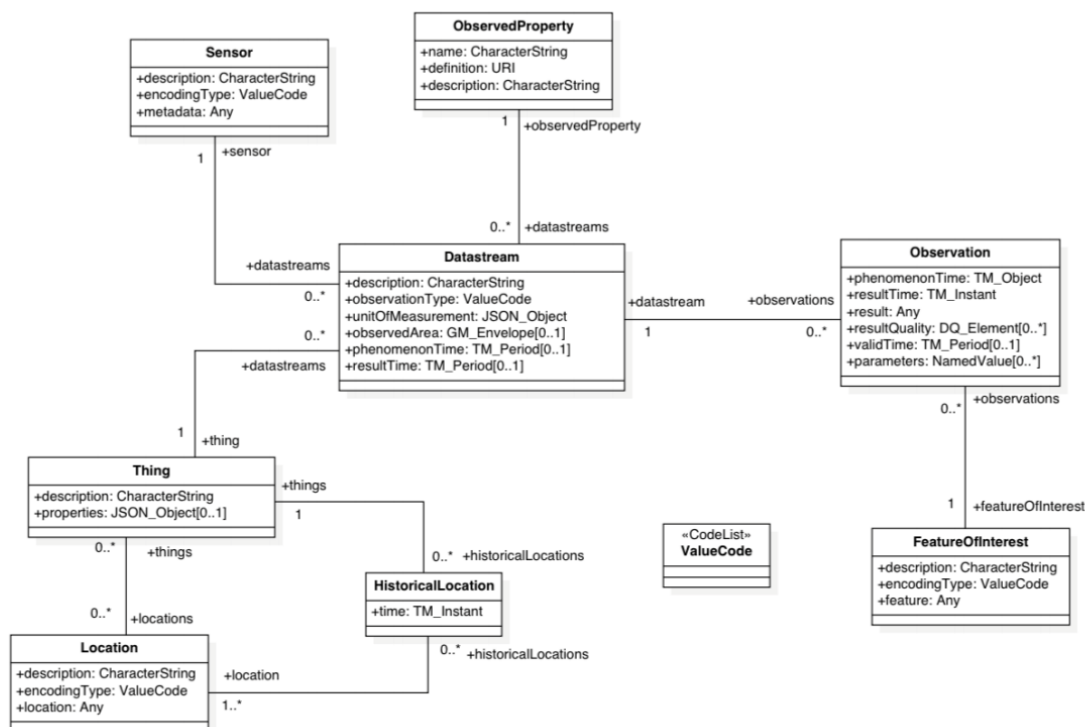 ObservedProperty
+name: CharacterString
+definition: URI
+description: CharacterString
Sensor
+description: CharacterString
+encodingType: ValueCode
+metadata: Any
1
+observedProperty
1
+sensor
0..*
+datastreams
+datastreams
0..*
Datastream
+description: CharacterString
+observationType: ValueCode
+unitOfMeasurement: JSON_Object
+observedArea: GM_Envelope[0..1]
+phenomenonTime: TM_Period[0..1]
+resultTime: TM_Period[0..1]
+datastream
1
+observations
0..*
Observation
+phenomenonTime: TM_Object
+resultTime: TM_Instant
+result: Any
+resultQuality: DQ_Element[0..*]
+validTime: TM_Period[0..1]
+parameters: NamedValue[0..*]
0..*
+datastreams
1
+thing
0..*
+observations
1
+featureOfInterest
Thing
+description: CharacterString
+properties: JSON_Object[0..1]
+things
1
0..*
+historicalLocations
0..*
+things
0..*
+locations
HistoricalLocation
+time: TM_Instant
0..*
+historicalLocations
«CodeList»
ValueCode
FeatureOfInterest
+description: CharacterString
+encodingType: ValueCode
+feature: Any
Location
+description: CharacterString
+encodingType: ValueCode
+location: Any
+location
1..*